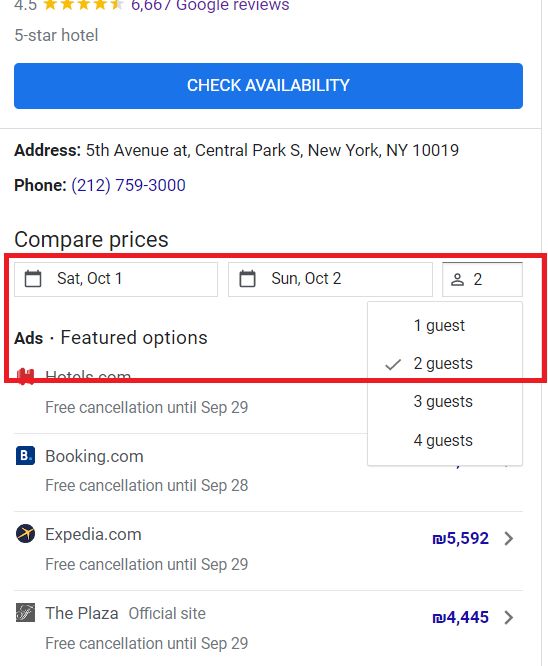 4.5 6,667 Google reviews
5-star hotel
CHECK AVAILABILITY
Address: 5th Avenue at, Central Park S, New York, NY 10019
Phone: (212) 759-3000
Compare prices
Sat, Oct 1 Sun, Oct 2 2
1 guest
Ads · Featured options
2 guests
Hotels.com
3 guests
Free cancellation until Sep 29
4 guests
B. Booking.com
Free cancellation until Sep 28
Expedia.com
₪5,592
Free cancellation until Sep 29
The Plaza Official site
₪4,445
Free cancellation until Sep 29